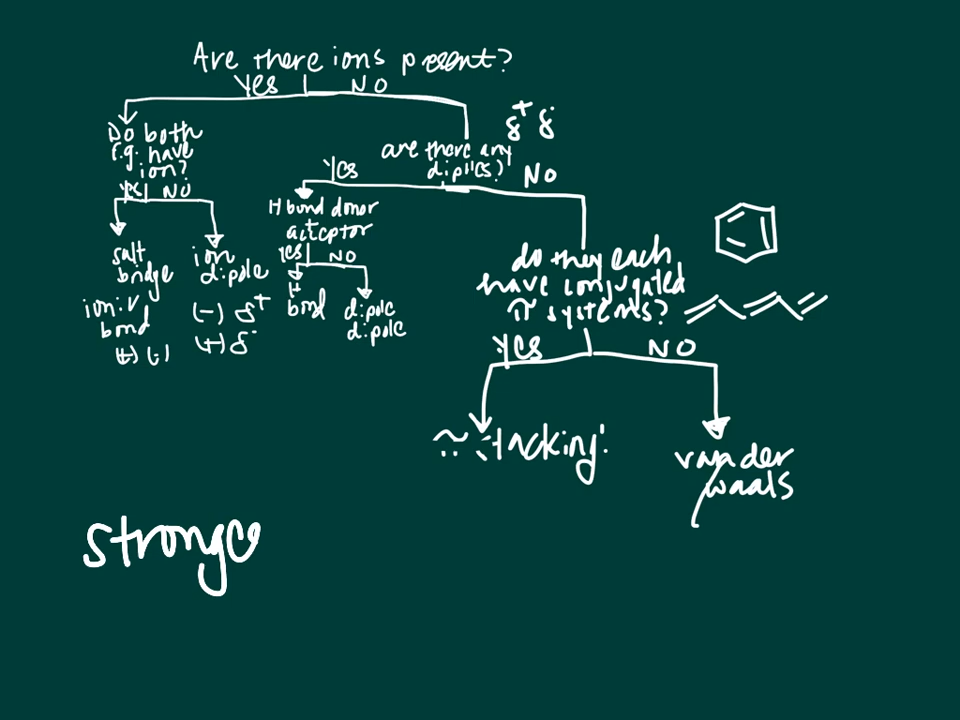 Are there ions present?
Yes NO
Do both
f.g. have
ion?
Yes NO
salt
bridge
ionic
bond
(+) (-)
ion
dipole
(-) δ+
(+) δ-
δ+ δ-
are there any
dipoles?
Yes NO
H bond donor
acceptor
Yes NO
H
bond
dipole
dipole
do they each
have conjugated
π systems?
Yes NO
stacking
van der
waals
stronge